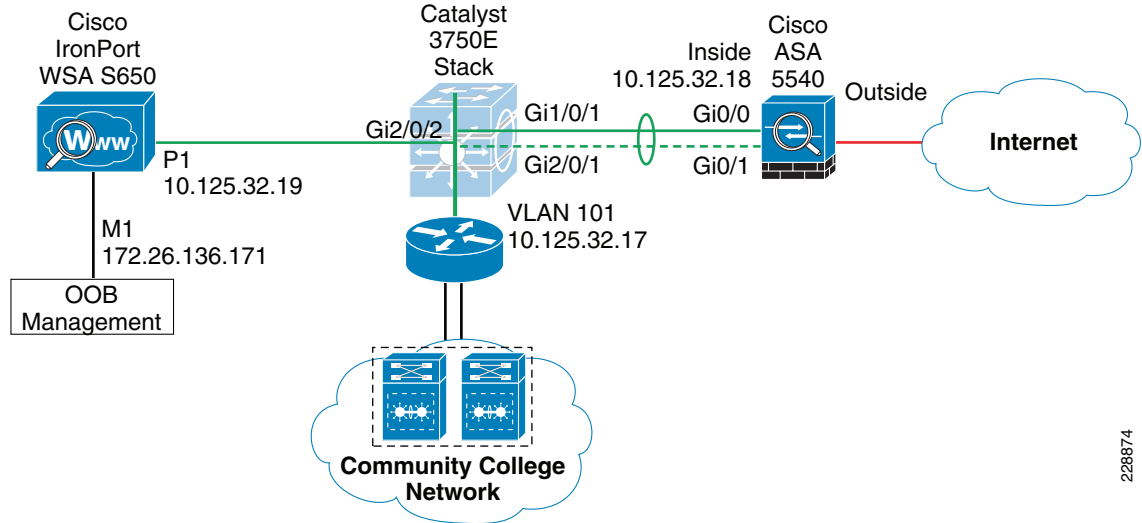 Cisco
IronPort
WSA S650
Catalyst
3750E
Stack
Cisco
ASA
5540
Inside
10.125.32.18
Outside
Gi1/0/1
Gi0/0
Gi2/0/2
Gi2/0/1
Gi0/1
Internet
Www
P1
10.125.32.19
VLAN 101
10.125.32.17
M1
172.26.136.171
OOB
Management
Community College
Network
228874